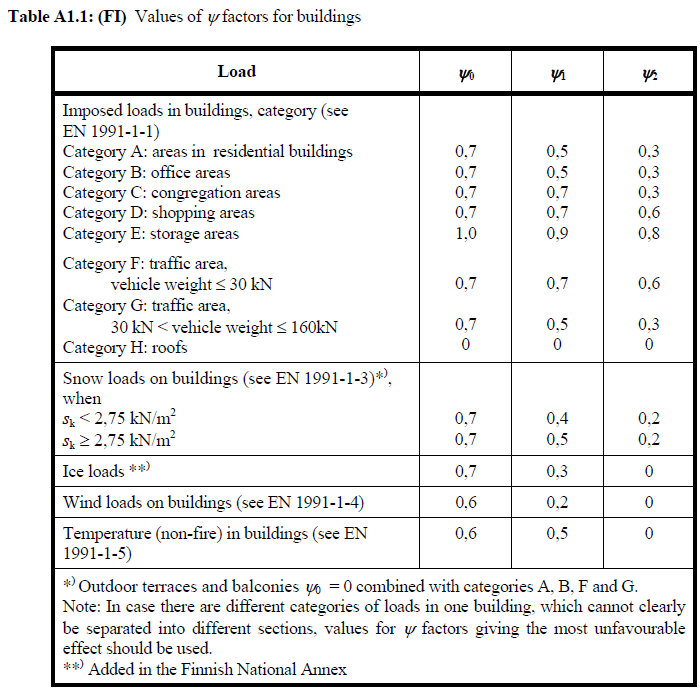 Table A1.1: (FI) Values of ψ factors for buildings
Load ψ0 ψ1 ψ2
Imposed loads in buildings, category (see
EN 1991-1-1)
Category A: areas in residential buildings 0,7 0,5 0,3
Category B: office areas 0,7 0,5 0,3
Category C: congregation areas 0,7 0,7 0,3
Category D: shopping areas 0,7 0,7 0,6
Category E: storage areas 1,0 0,9 0,8
Category F: traffic area,
vehicle weight ≤ 30 kN 0,7 0,7 0,6
Category G: traffic area,
30 kN < vehicle weight ≤ 160kN 0,7 0,5 0,3
Category H: roofs 0 0 0
Snow loads on buildings (see EN 1991-1-3)*),
when
sk < 2,75 kN/m² 0,7 0,4 0,2
sk ≥ 2,75 kN/m² 0,7 0,5 0,2
Ice loads **) 0,7 0,3 0
Wind loads on buildings (see EN 1991-1-4) 0,6 0,2 0
Temperature (non-fire) in buildings (see EN 0,6 0,5 0
1991-1-5)
*) Outdoor terraces and balconies ψ0 = 0 combined with categories A, B, F and G.
Note: In case there are different categories of loads in one building, which cannot clearly
be separated into different sections, values for ψ factors giving the most unfavourable
effect should be used.
**) Added in the Finnish National Annex